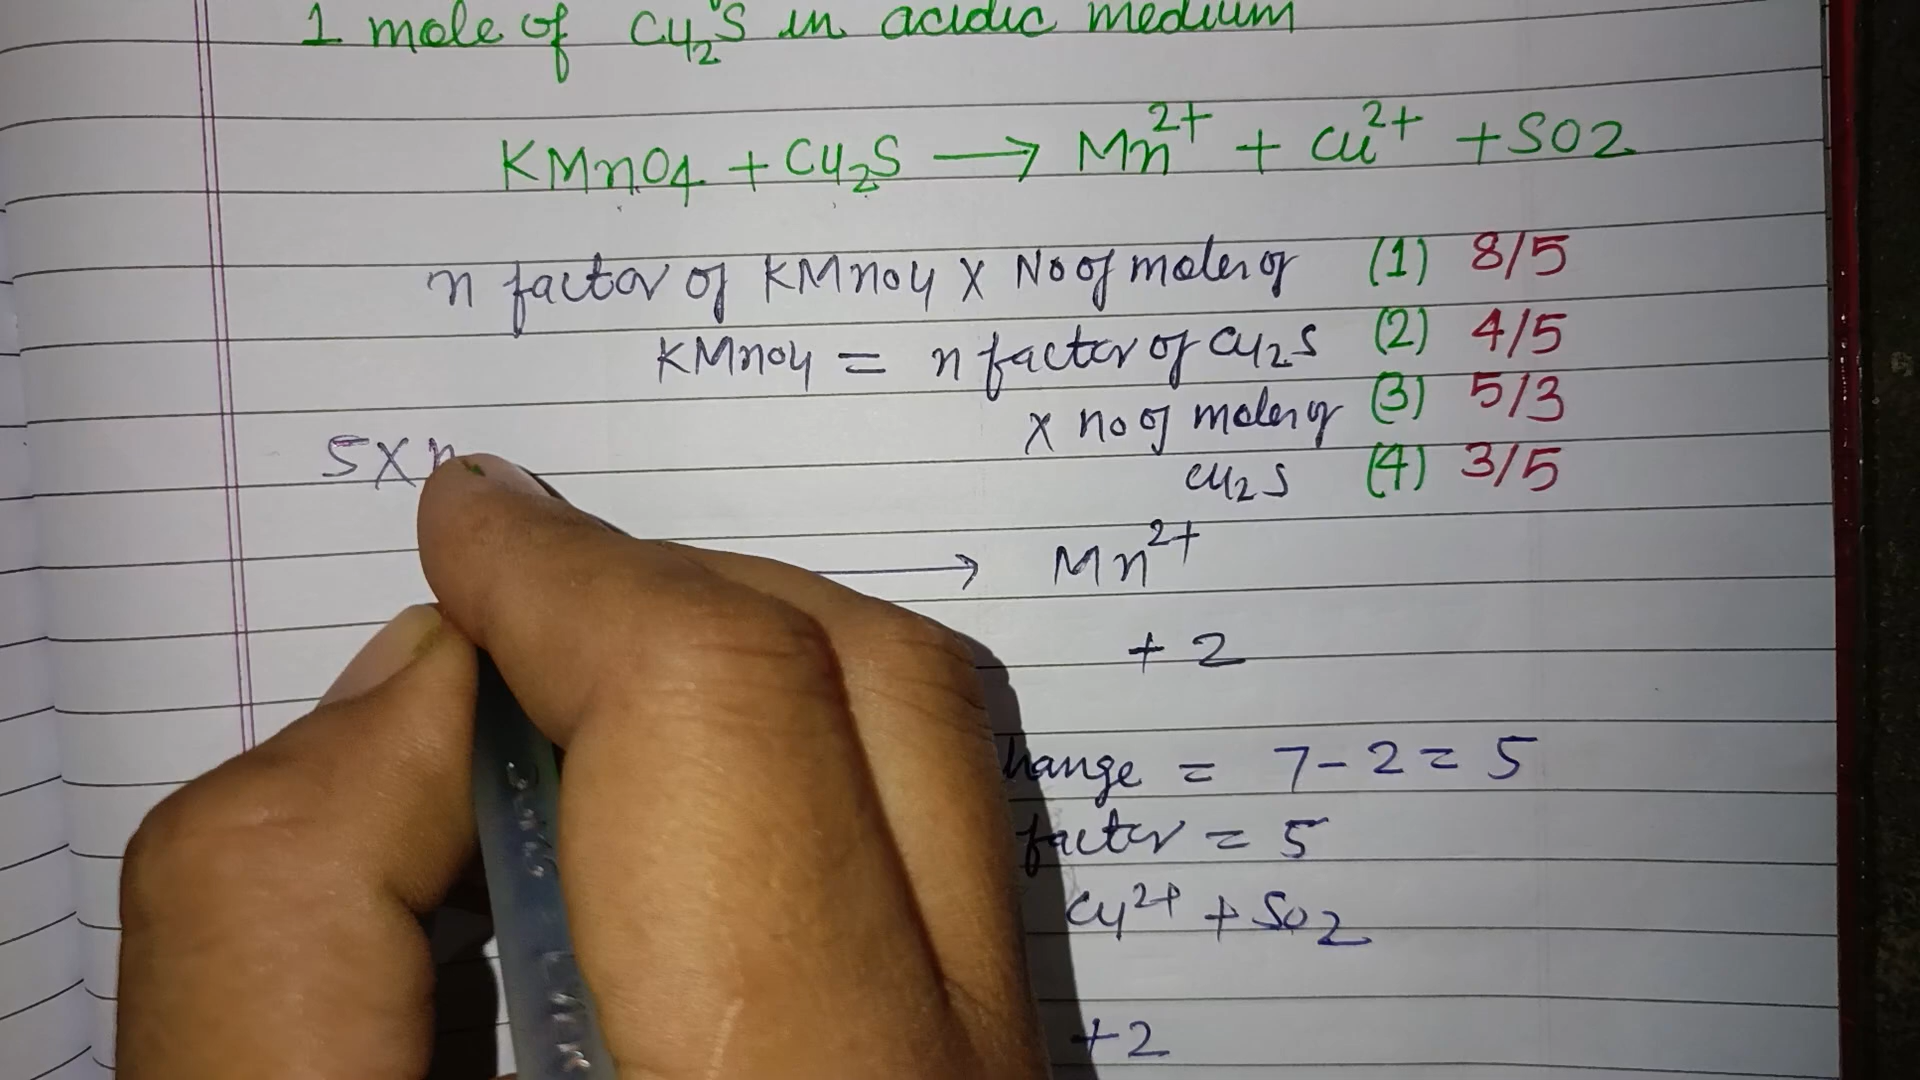 1 mole of Cu2S in acidic medium
KMnO4 + Cu2S → Mn2+ + Cu2+ + SO2
n factor of KMnO4 X No of moles of (1) 8/5
KMnO4 = n factor of Cu2S (2) 4/5
x no of moles of (3) 5/3
Cu2S (4) 3/5
5Xn
→ Mn2+
+2
hange = 7-2=5
factor = 5
Cu2+ + SO2
+2